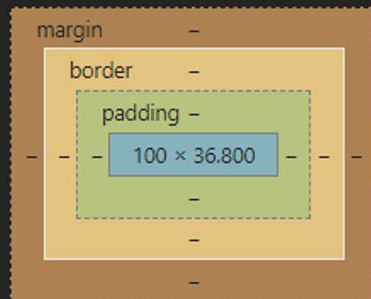 margin –
border –
padding –
– – – 100 × 36.800 – – –
–
–
–